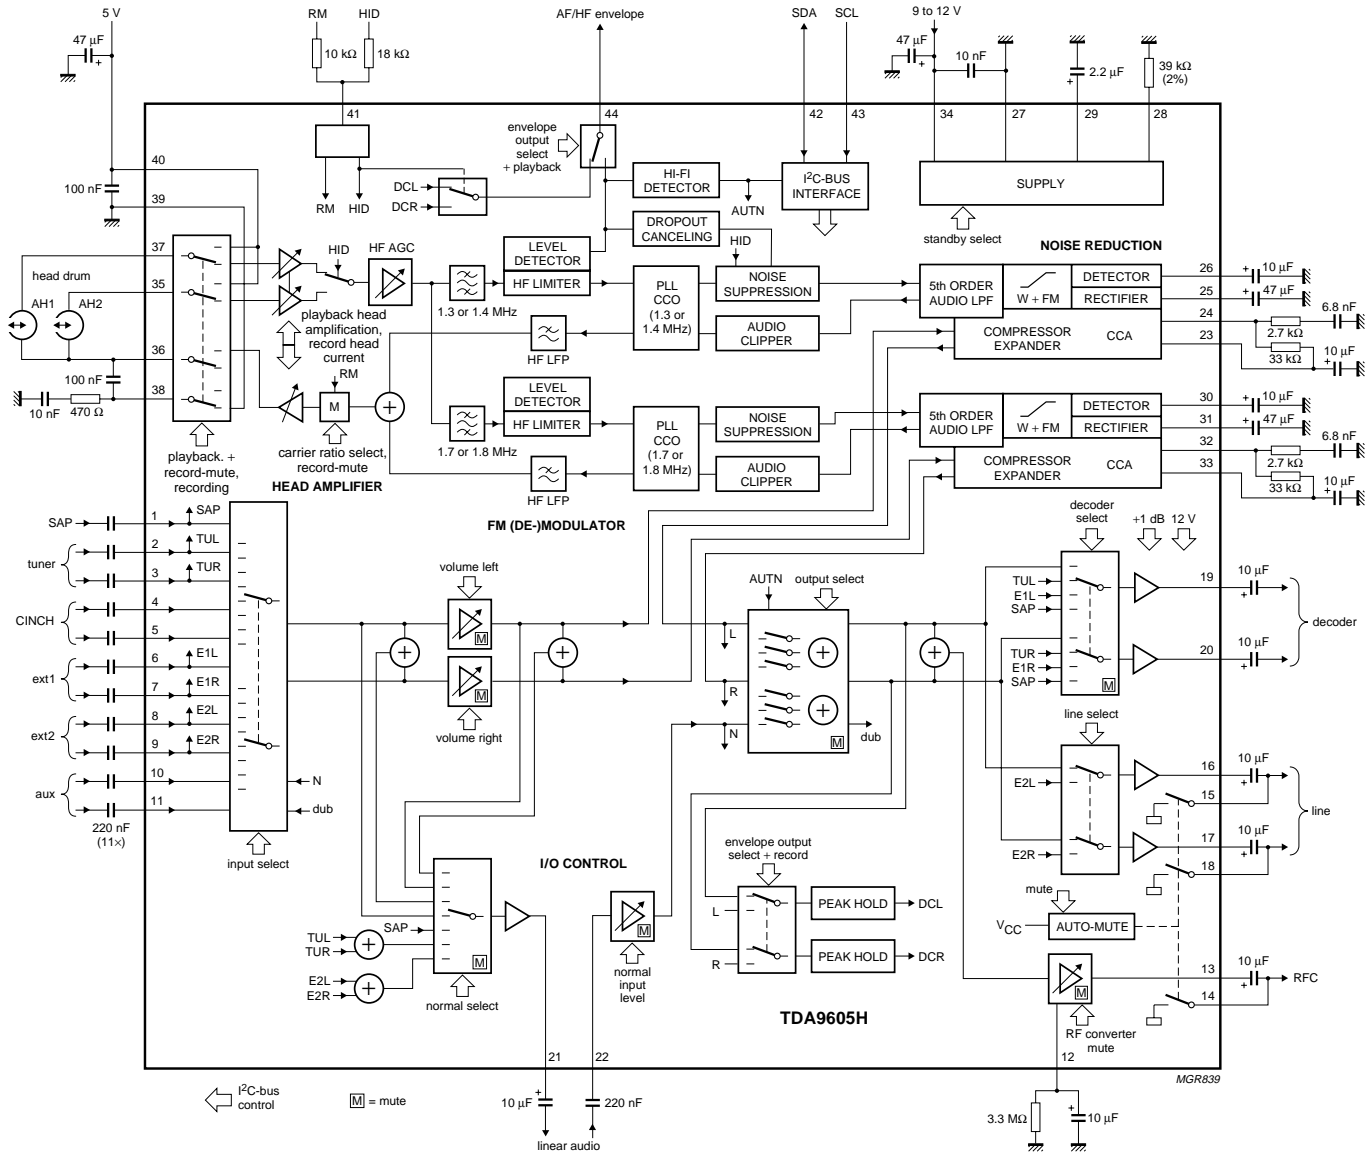 5 V
RM
HID
AF/HF envelope
SDA
SCL
9 to 12 V
47 µF
+
10 kΩ
18 kΩ
47 µF
+
10 nF
2.2 µF
+
39 kΩ
(2%)
41
44
42
43
34
27
29
28
envelope
output
select
+ playback
40
100 nF
39
HI-FI
DETECTOR
I²C-BUS
INTERFACE
SUPPLY
DCL
DCR
RM
HID
AUTN
DROPOUT
CANCELING
standby select
NOISE REDUCTION
37
head drum
35
AH1
AH2
36
100 nF
38
10 nF
470 Ω
HID
HF AGC
LEVEL
DETECTOR
HF LIMITER
1.3 or 1.4 MHz
PLL
CCO
(1.3 or
1.4 MHz)
HID
NOISE
SUPPRESSION
AUDIO
CLIPPER
HF LFP
5th ORDER
AUDIO LPF
W + FM
DETECTOR
RECTIFIER
COMPRESSOR
EXPANDER
CCA
26
+
10 µF
25
+
47 µF
24
6.8 nF
2.7 kΩ
23
33 kΩ
10 µF
+
playback head
amplification,
record head
current
RM
M
carrier ratio select,
record-mute
HEAD AMPLIFIER
playback. +
record-mute,
recording
LEVEL
DETECTOR
HF LIMITER
1.7 or 1.8 MHz
PLL
CCO
(1.7 or
1.8 MHz)
NOISE
SUPPRESSION
AUDIO
CLIPPER
HF LFP
FM (DE-)MODULATOR
5th ORDER
AUDIO LPF
W + FM
DETECTOR
RECTIFIER
COMPRESSOR
EXPANDER
CCA
30
+
10 µF
31
+
47 µF
32
6.8 nF
2.7 kΩ
33
33 kΩ
10 µF
+
SAP
1
SAP
tuner
2
TUL
3
TUR
CINCH
4
5
ext1
6
E1L
7
E1R
ext2
8
E2L
9
E2R
aux
10
N
11
dub
220 nF
(11×)
input select
volume left
M
M
volume right
AUTN
output select
L
R
N
M
dub
decoder
select
+1 dB
12 V
TUL
E1L
SAP
TUR
E1R
SAP
M
19
10 µF
+
decoder
20
10 µF
+
line select
E2L
E2R
16
10 µF
+
15
line
17
10 µF
+
18
I/O CONTROL
SAP
TUL
TUR
E2L
E2R
M
normal select
M
normal
input
level
envelope output
select + record
L
R
PEAK HOLD
DCL
PEAK HOLD
DCR
mute
VCC
AUTO-MUTE
M
RF converter
mute
13
10 µF
+
RFC
14
TDA9605H
21
22
12
MGR839
I²C-bus
control
M = mute
10 µF
+
220 nF
linear audio
3.3 MΩ
+
10 µF